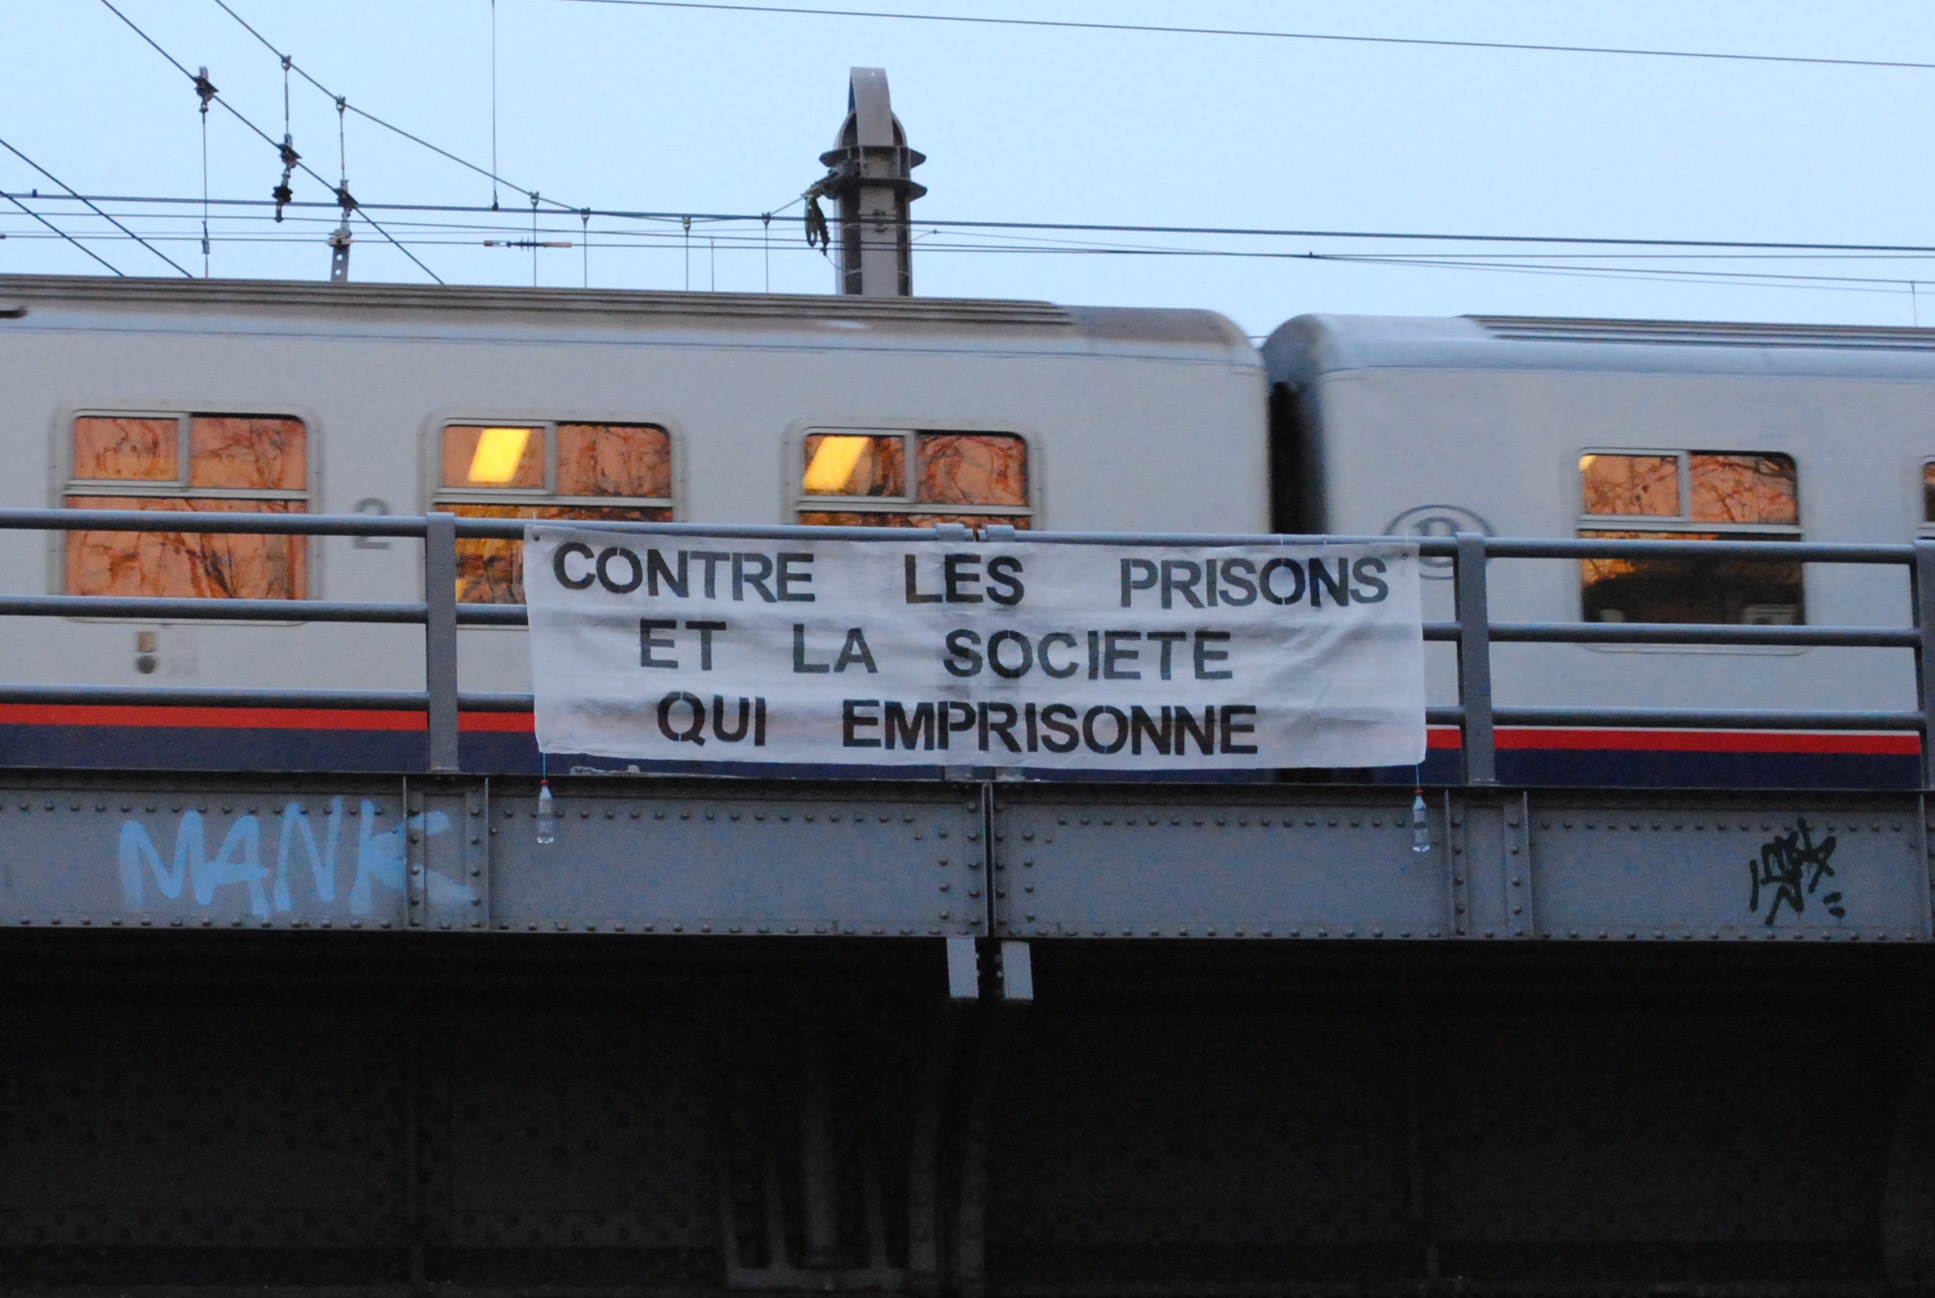 2
B
CONTRE LES PRISONS
ET LA SOCIETE
QUI EMPRISONNE
MANK